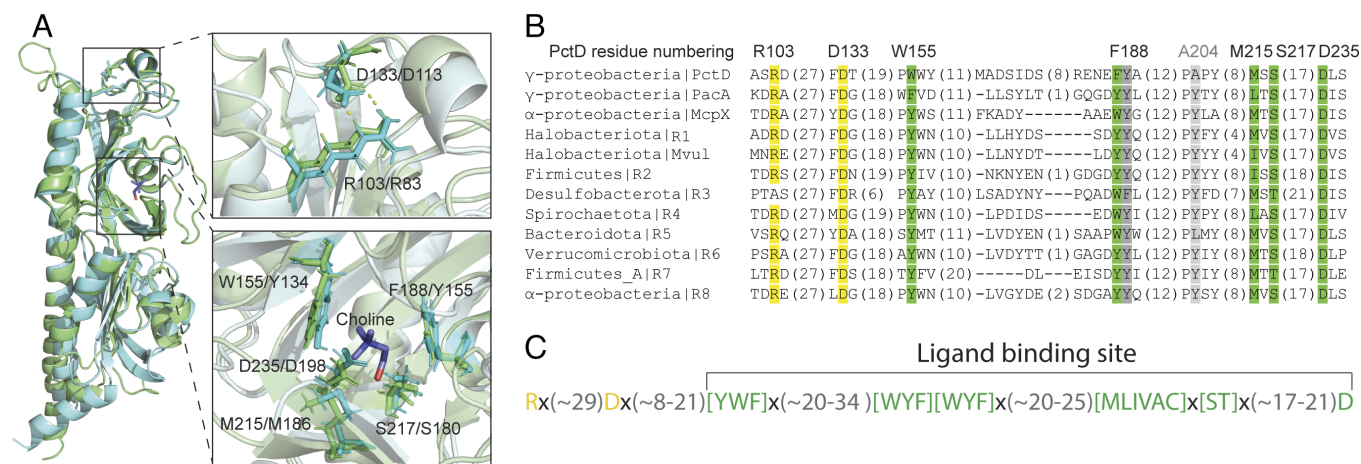 A
D133/D113
R103/R83
W155/Y134
F188/Y155
Choline
D235/D198
M215/M186
S217/S180
B
PctD residue numbering R103 D133 W155 F188 A204 M215 S217 D235
γ-proteobacteria|PctD ASRD(27)FDT(19)PWWY(11)MADSIDS(8)RENEFYA(12)PAPY(8)MSS(17)DIS
γ-proteobacteria|PacA KDRA(27)FDG(18)WFVD(11)-LLSYLT(1)GQGDYYL(12)PYTY(8)LTS(17)DLS
α-proteobacteria|McpX TDRA(27)YDG(18)PYWS(11)FKADY------AAEWYG(12)PYLA(8)MTS(17)DIS
Halobacteriota|R1 ADRD(27)FDG(18)PYWN(10)-LLHYDS-----SDYYQ(12)PYFY(4)MVS(17)DVS
Halobacteriota|Mvul MNRE(27)FDG(18)PYWN(10)-LLNYDT-----LDYYQ(12)PYYY(4)IVS(17)DVS
Firmicutes|R2 TDRS(27)FDN(19)PYIV(10)-NKNYEN(1)GDGDYYQ(12)PYYY(8)ISS(18)DIS
Desulfobacterota|R3 PTAS(27)FDR(6) PYAY(10)LSADYNY---PQADWFL(12)PYFD(7)MST(21)DIS
Spirochaetota|R4 TDRD(27)MDG(19)PYWN(10)-LPDIDS-----EDWYI(12)PYPY(8)LAS(17)DIV
Bacteroidota|R5 VSRQ(27)YDA(18)SYMT(11)-LVDYEN(1)SAAPWYW(12)PLMY(8)MVS(17)DLS
Verrucomicrobiota|R6 PSRA(27)FDG(18)PYWN(10)-LVDYTT(1)GAGDYYL(12)PYIY(8)MTS(18)DLP
Firmicutes_A|R7 LTRD(27)FDS(18)TYFV(20)-----DL---EISDYYI(12)PYIY(8)MTT(17)DLE
α-proteobacteria|R8 TDRE(27)LDG(18)PYWN(10)-LVGYDE(2)SDGAYYQ(12)PYSY(8)MVS(17)DLS
C
Ligand binding site
Rx(~29)Dx(~8-21)[YWF]x(~20-34 )[WYF][WYF]x(~20-25)[MLIVAC]x[ST]x(~17-21)D